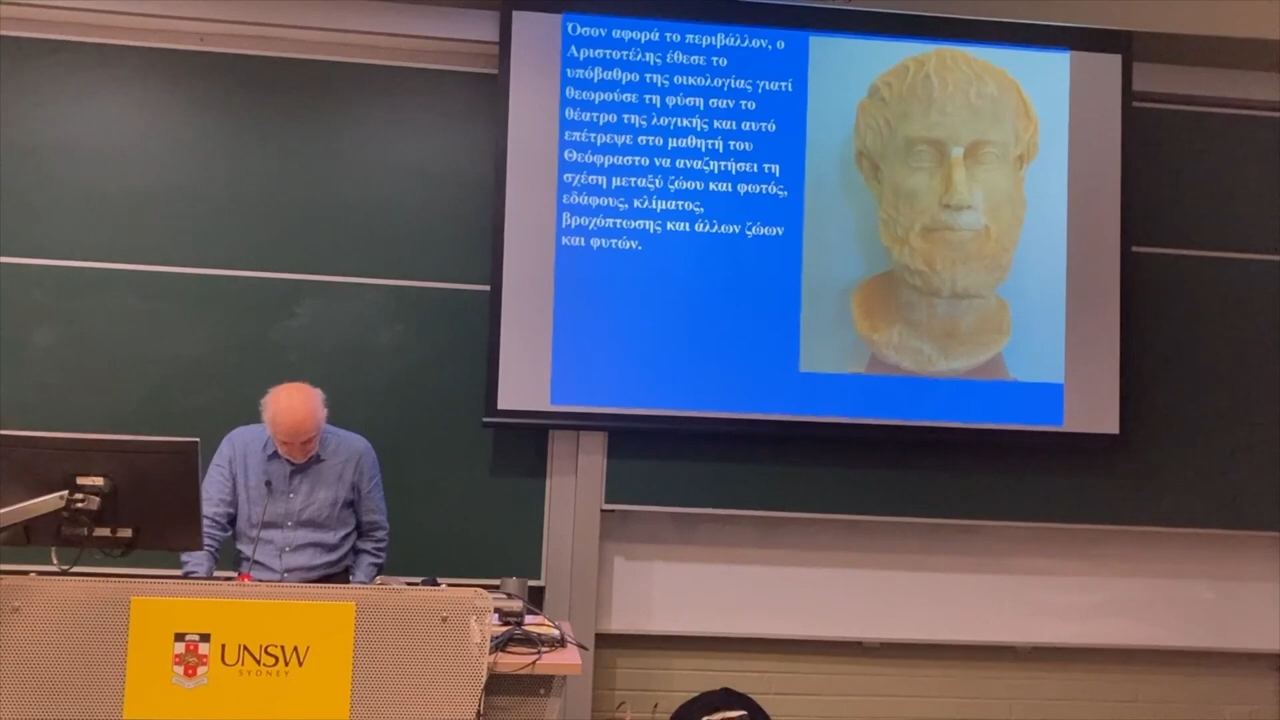 Όσον αφορά το περιβάλλον, ο
Αριστοτέλης έθεσε το
υπόβαθρο της οικολογίας γιατί
θεωρούσε τη φύση σαν το
θέατρο της λογικής και αυτό
επέτρεψε στο μαθητή του
Θεόφραστο να αναζητήσει τη
σχέση μεταξύ ζώου και φωτός,
εδάφους, κλίματος,
βροχόπτωσης και άλλων ζώων
και φυτών.
UNSW
SYDNEY